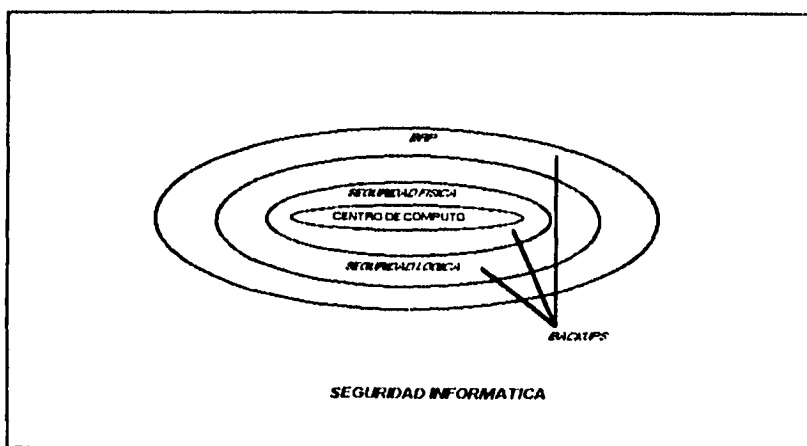 SEGURIDAD FISICA
CENTRO DE COMPUTO
SEGURIDAD LOGICA
BACKUPS
SEGURIDAD INFORMATICA